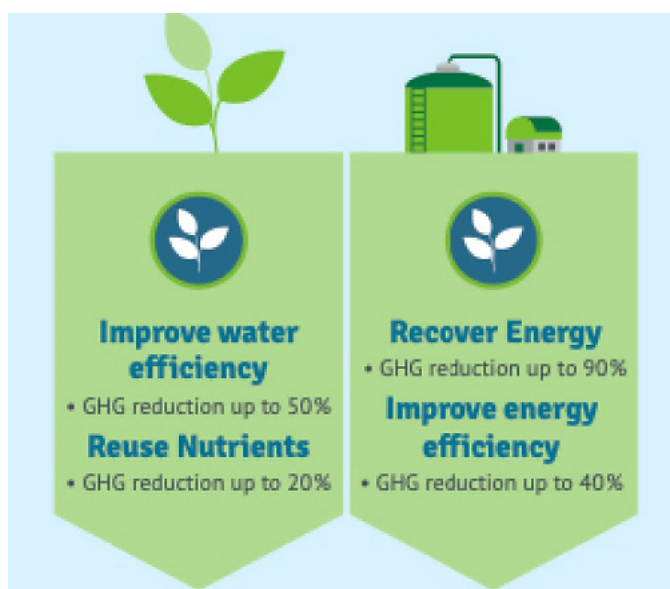 Improve water
efficiency
• GHG reduction up to 50%
Reuse Nutrients
• GHG reduction up to 20%
Recover Energy
• GHG reduction up to 90%
Improve energy
efficiency
• GHG reduction up to 40%